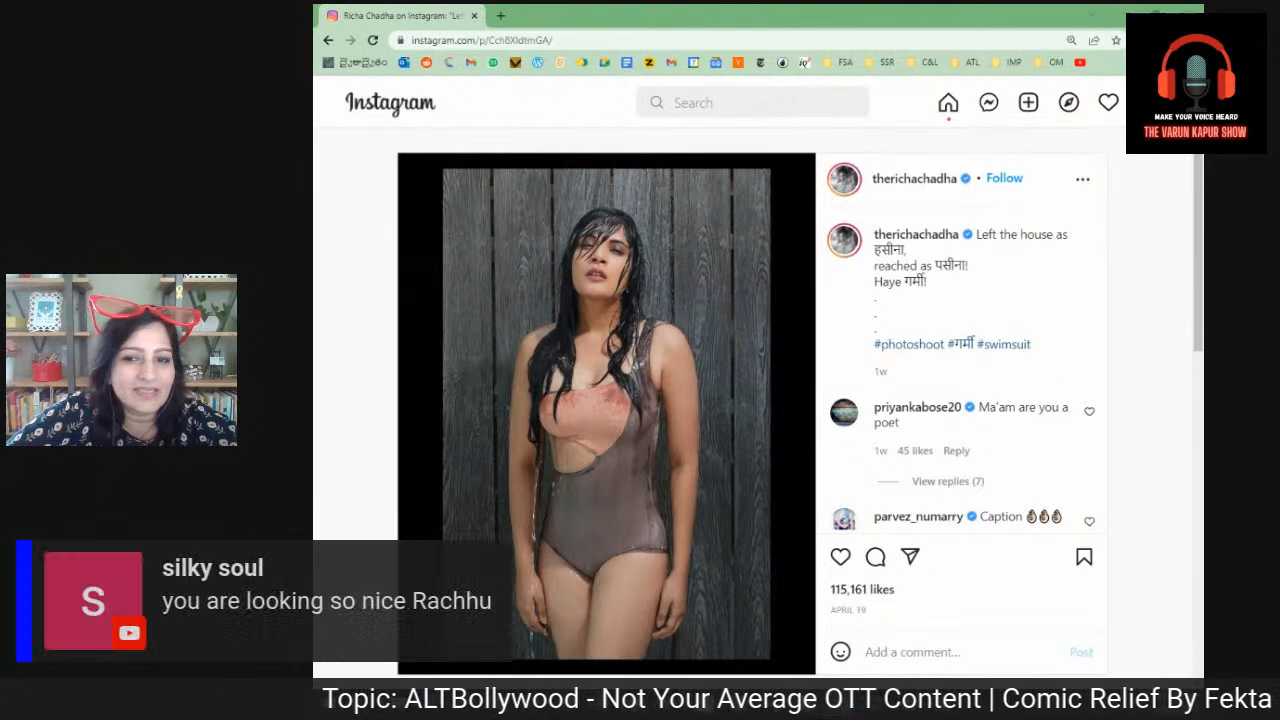 Richa Chadha on Instagram: "Let
instagram.com/p/Cch8XldtmGA/
FSA
SSR
C&L
ATL
IMP
OM
MAKE YOUR VOICE HEARD
THE VARUN KAPUR SHOW
Instagram
Search
therichachadha • Follow
therichachadha Left the house as
हसीना,
reached as पसीना!
Haye गर्मी!
.
.
.
#photoshoot #गर्मी #swimsuit
1w
priyankabose20 Ma'am are you a
poet
1w 45 likes Reply
View replies (7)
parvez_numarry Caption
115,161 likes
APRIL 19
Add a comment... Post
S
silky soul
you are looking so nice Rachhu
Topic: ALTBollywood - Not Your Average OTT Content | Comic Relief By Fekta